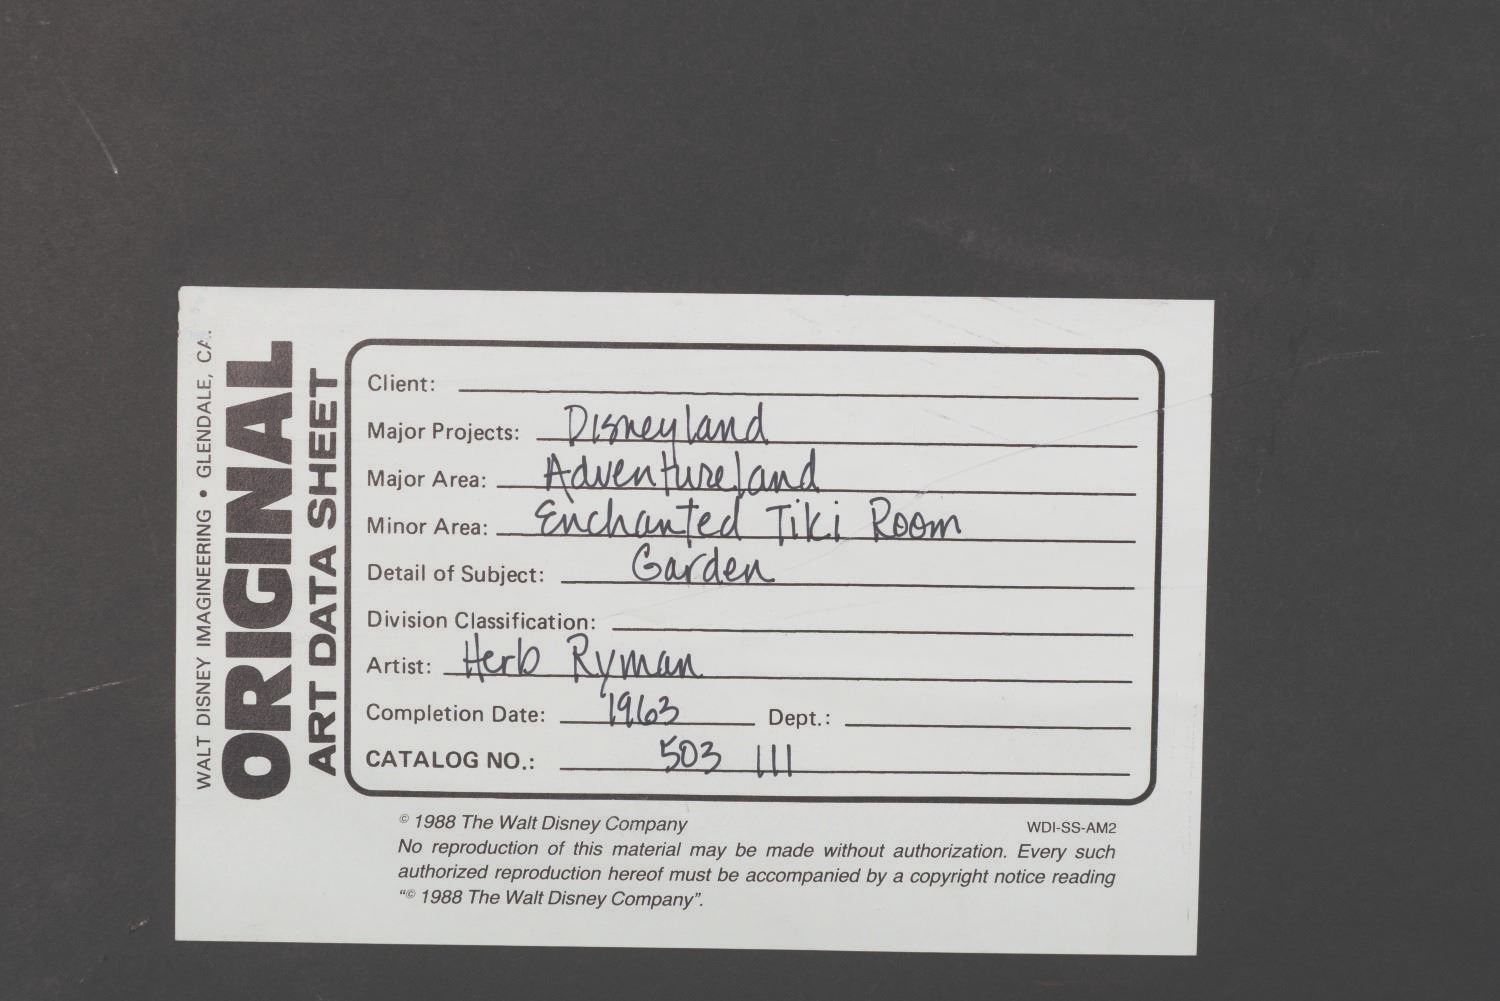 WALT DISNEY IMAGINEERING • GLENDALE, CA.
ORIGINAL
ART DATA SHEET
Client:
Major Projects: Disneyland
Major Area: Adventureland
Minor Area: Enchanted Tiki Room
Detail of Subject: Garden
Division Classification:
Artist: Herb Ryman
Completion Date: 1963 Dept.:
CATALOG NO.: 503 111
© 1988 The Walt Disney Company WDI-SS-AM2
No reproduction of this material may be made without authorization. Every such
authorized reproduction hereof must be accompanied by a copyright notice reading
"© 1988 The Walt Disney Company".